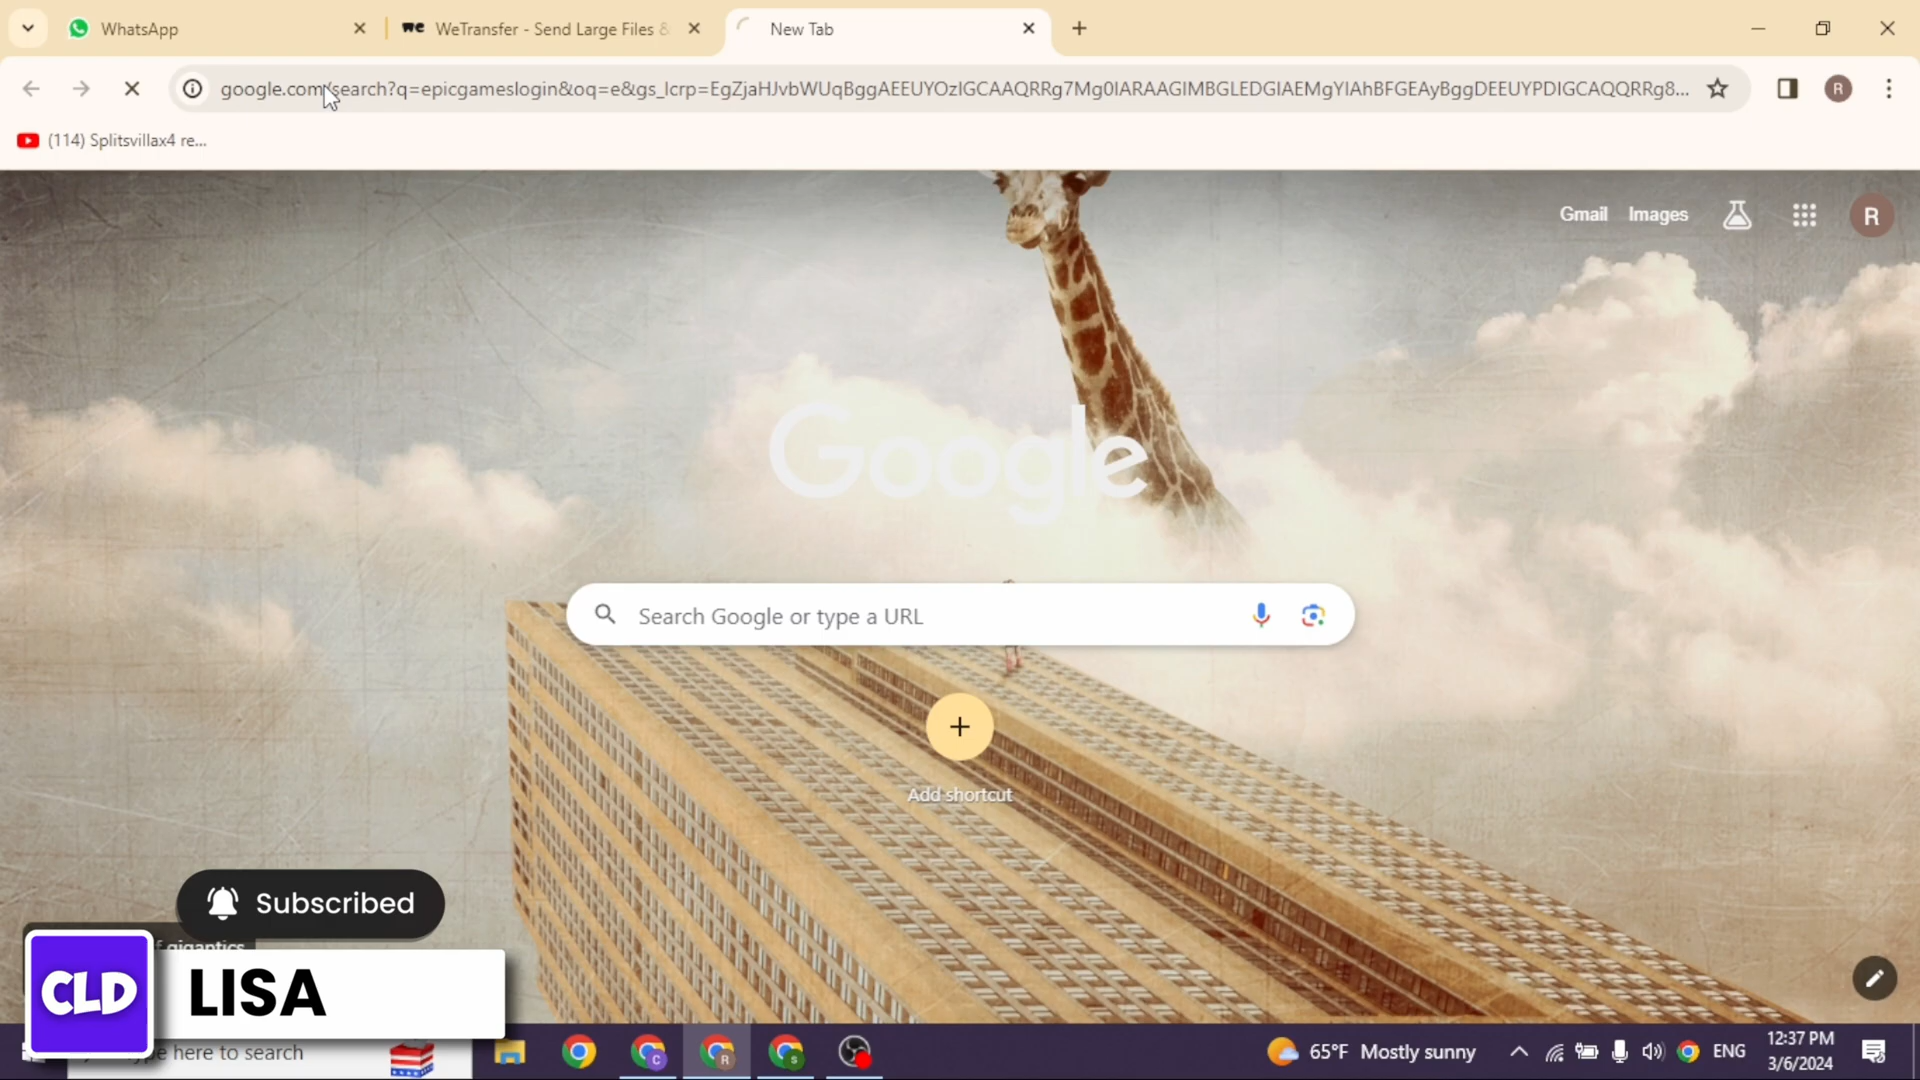 WhatsApp
WeTransfer - Send Large Files &
New Tab
google.com/search?q=epicgameslogin&oq=e&gs_lcrp=EgZjaHJvbWUqBggAEEUYOzIGCAAQRRg7Mg0IARAAGIMBGLEDGIAEMgYIAhBFGEAyBggDEEUYPDIGCAQQRRg8...
(114) Splitsvillax4 re...
Gmail
Images
R
Google
Search Google or type a URL
Add shortcut
Subscribed
f gigantics
CLD
LISA
ype here to search
65°F Mostly sunny
ENG
12:37 PM
3/6/2024